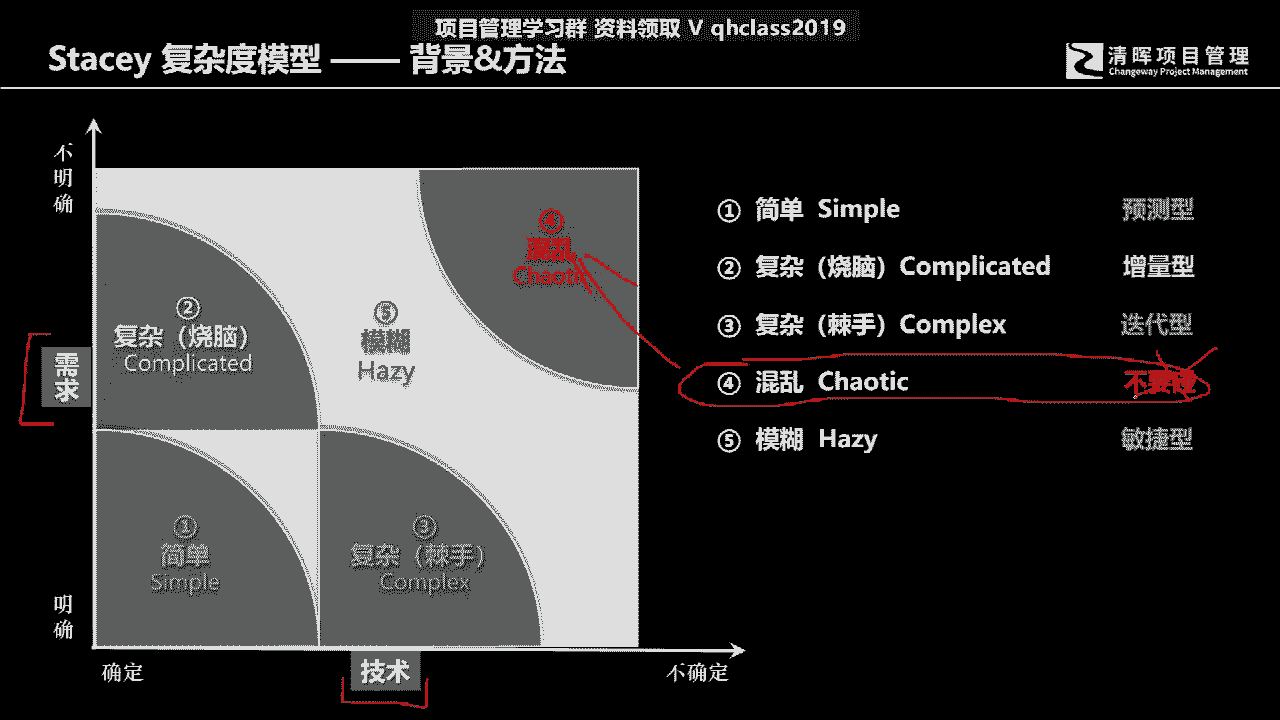 项目管理学习群 资料领取 V qhclass2019
Stacey 复杂度模型 —— 背景&方法
清晖项目管理
Changeway Project Management
不明确
④
混乱
Chaotic
②
复杂（烧脑）
Complicated
⑤
模糊
Hazy
需求
①
简单
Simple
③
复杂（棘手）
Complex
明确
确定
技术
不确定
① 简单 Simple 预测型
② 复杂（烧脑）Complicated 增量型
③ 复杂（棘手）Complex 迭代型
④ 混乱 Chaotic 不要碰
⑤ 模糊 Hazy 敏捷型